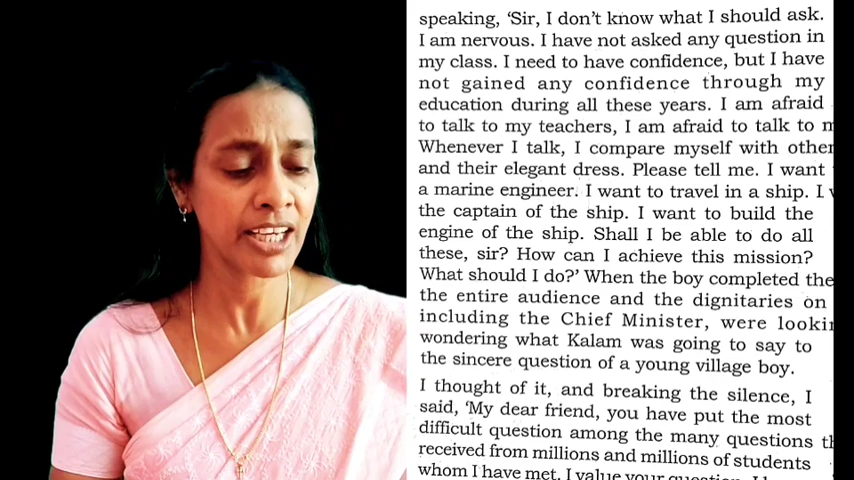 speaking, ‘Sir, I don’t know what I should ask.
I am nervous. I have not asked any question in
my class. I need to have confidence, but I have
not gained any confidence through my
education during all these years. I am afraid
to talk to my teachers, I am afraid to talk to
Whenever I talk, I compare myself with other
and their elegant dress. Please tell me. I want
a marine engineer. I want to travel in a ship. I
the captain of the ship. I want to build the
engine of the ship. Shall I be able to do all
these, sir? How can I achieve this mission?
What should I do?’ When the boy completed the
the entire audience and the dignitaries on
including the Chief Minister, were
wondering what Kalam was going to say to
the sincere question of a young village boy.
I thought of it, and breaking the silence, I
said, ‘My dear friend, you have put the most
difficult question among the many questions
received from millions and millions of students
whom I have met. I value your